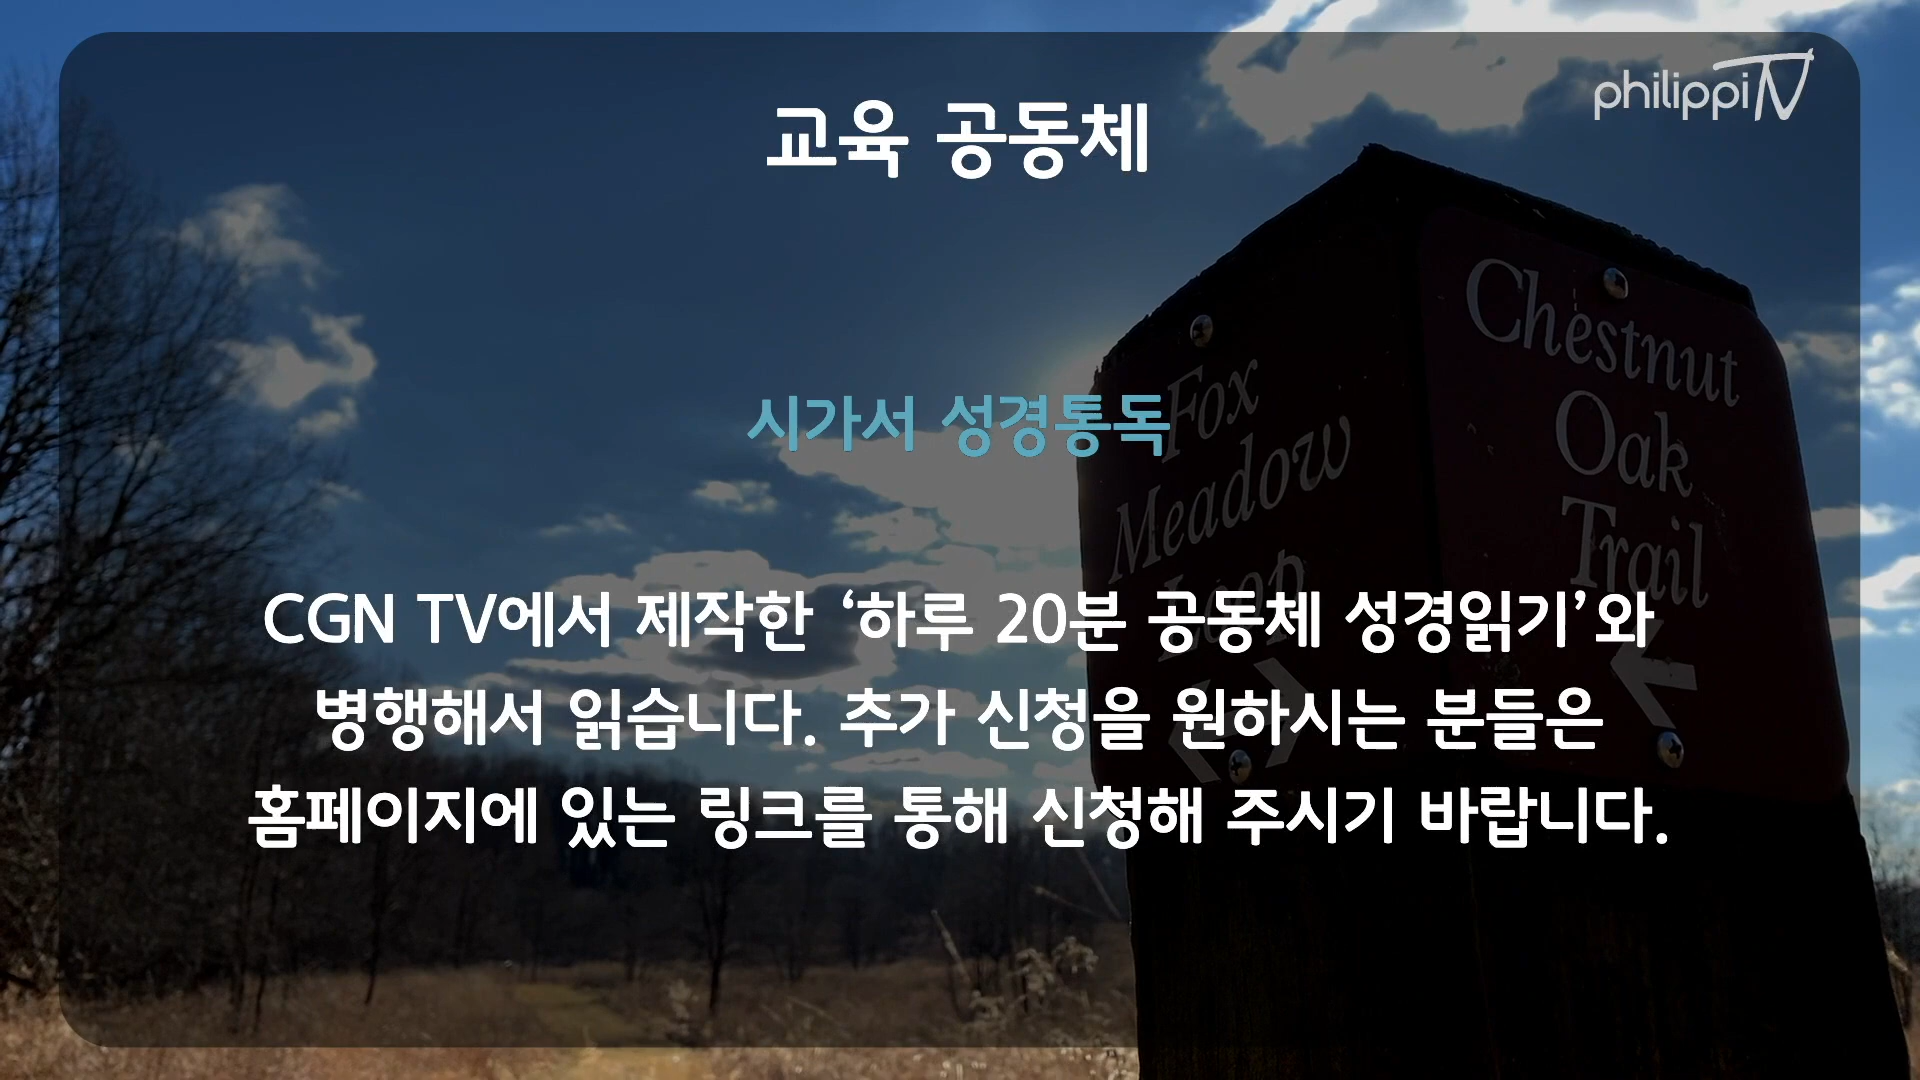 philippi TV
교육 공동체
시가서 성경통독
CGN TV에서 제작한 ‘하루 20분 공동체 성경읽기’와
병행해서 읽습니다. 추가 신청을 원하시는 분들은
홈페이지에 있는 링크를 통해 신청해 주시기 바랍니다.
Fox
Meadow
Loop
Chestnut
Oak
Trail